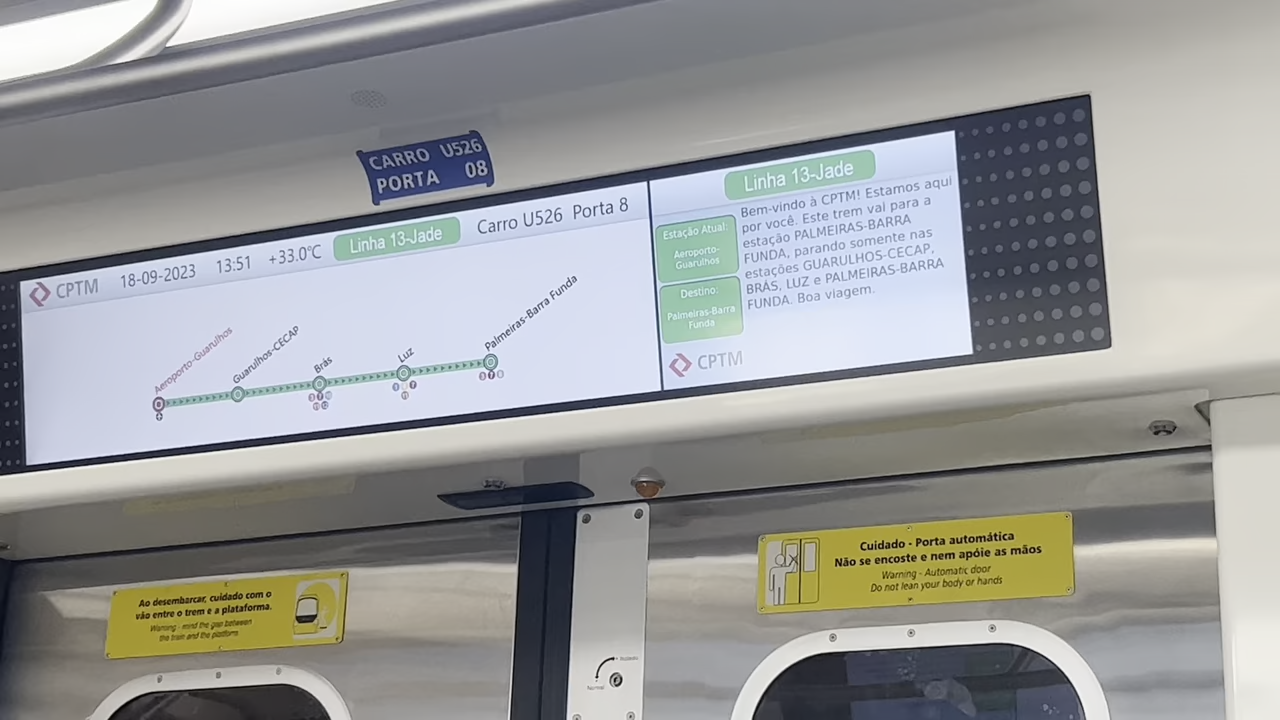 CARRO U526
PORTA 08
CPTM 18-09-2023 13:51 +33.0°C Linha 13-Jade Carro U526 Porta 8
Aeroporto-Guarulhos
Guarulhos-CECAP
Brás
Luz
Palmeiras-Barra Funda
Linha 13-Jade
Estação Atual:
Aeroporto-
Guarulhos
Destino:
Palmeiras-Barra
Funda
Bem-vindo à CPTM! Estamos aqui
por você. Este trem vai para a
estação PALMEIRAS-BARRA
FUNDA, parando somente nas
estações GUARULHOS-CECAP,
BRÁS, LUZ e PALMEIRAS-BARRA
FUNDA. Boa viagem.
CPTM
Ao desembarcar, cuidado com o
vão entre o trem e a plataforma.
Warning - mind the gap between
the train and the platform
Cuidado - Porta automática
Não se encoste e nem apóie as mãos
Warning - Automatic door
Do not lean your body or hands
Normal